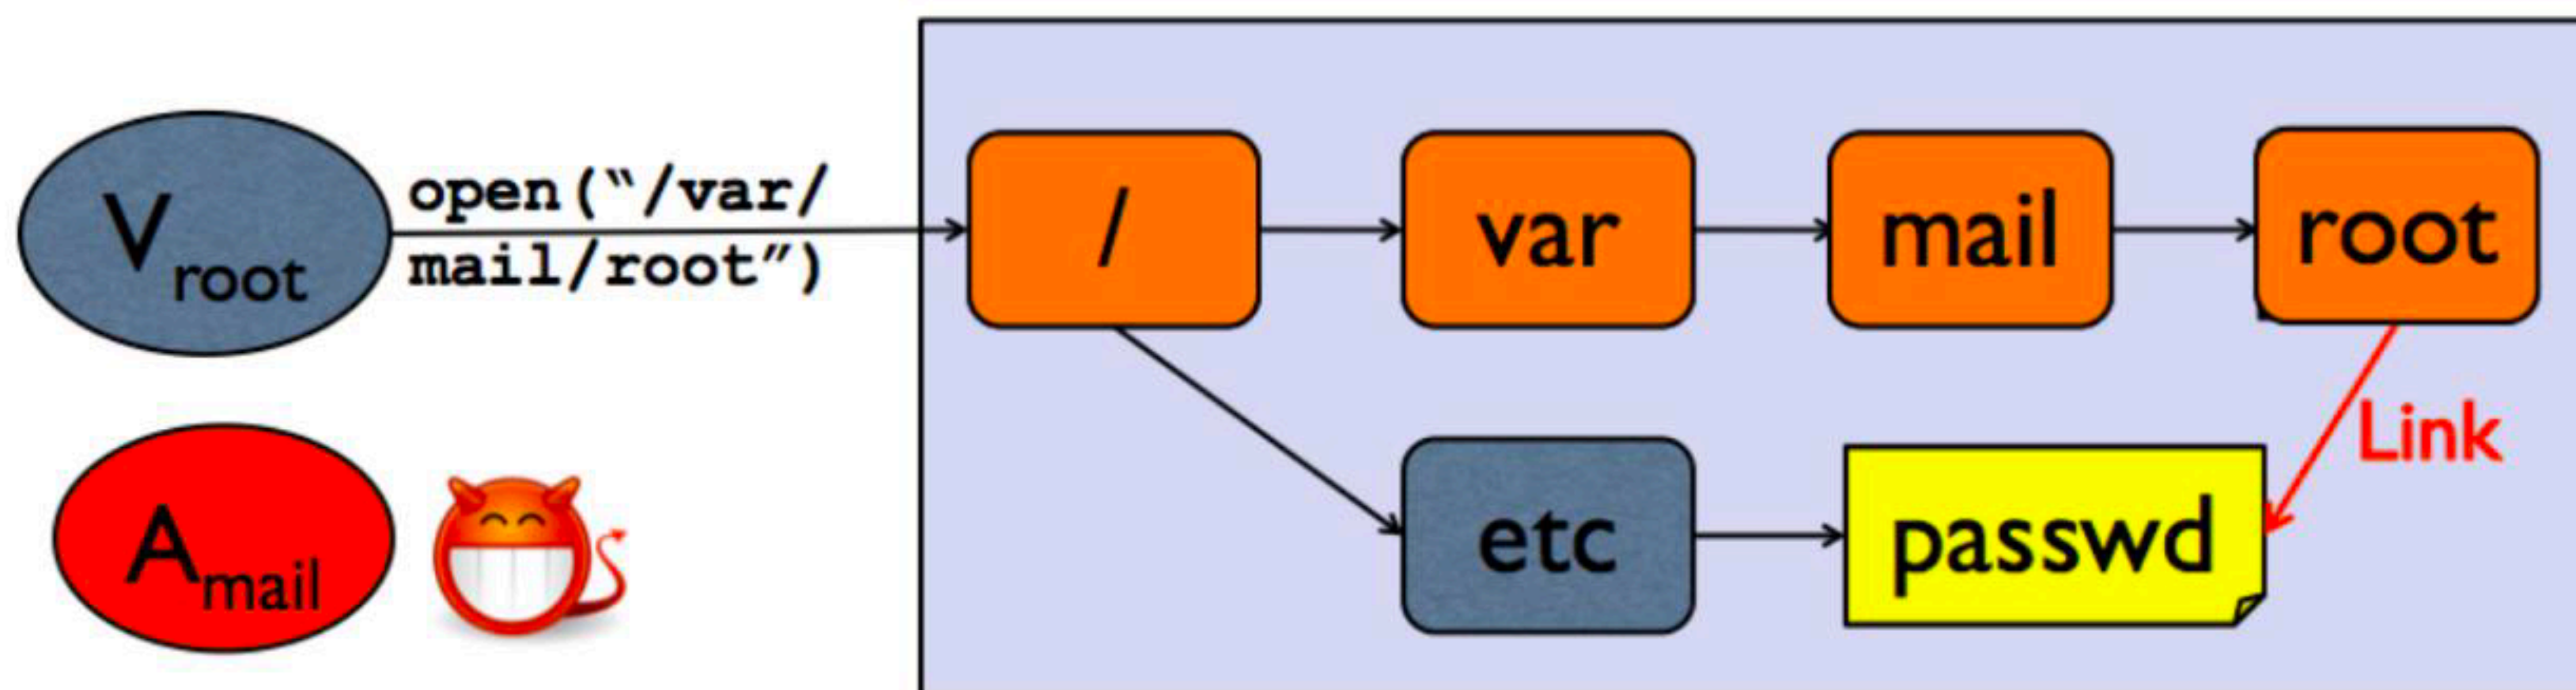 V root
open("/var/
mail/root")
/
var
mail
root
Link
A mail
etc
passwd